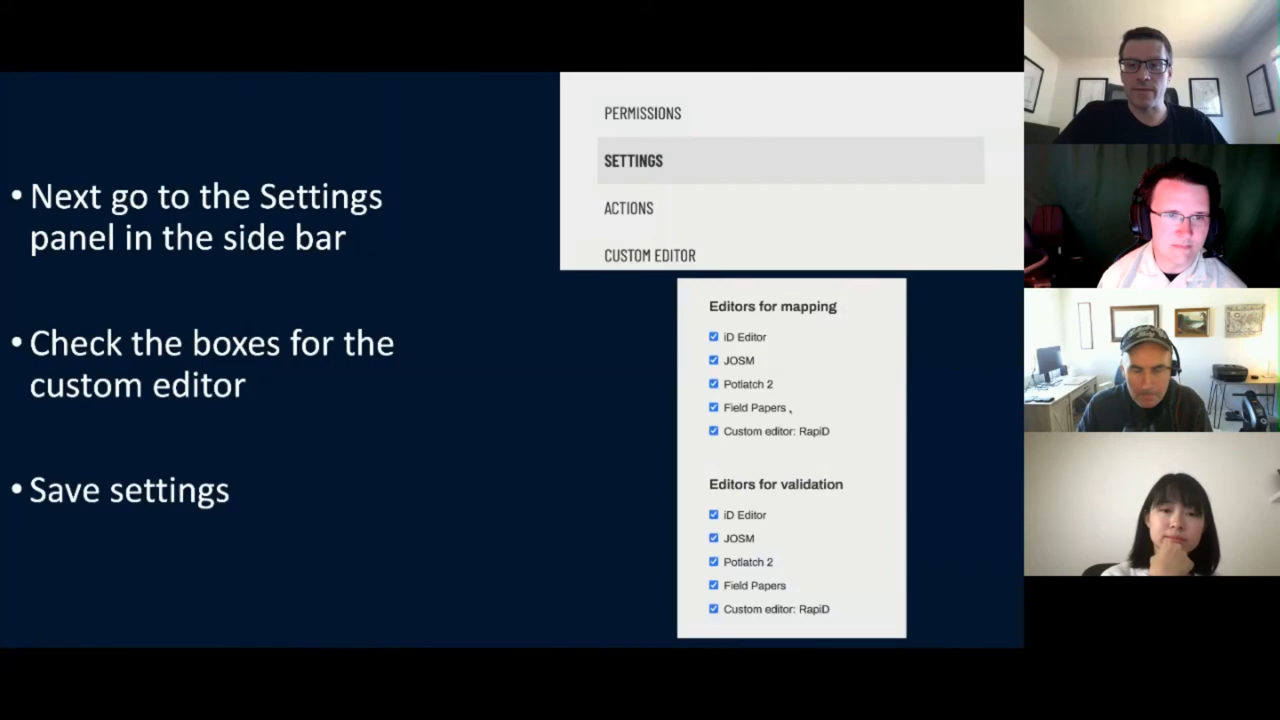 • Next go to the Settings
panel in the side bar
• Check the boxes for the
custom editor
• Save settings
PERMISSIONS
SETTINGS
ACTIONS
CUSTOM EDITOR
Editors for mapping
iD Editor
JOSM
Potlatch 2
Field Papers
Custom editor: RapiD
Editors for validation
iD Editor
JOSM
Potlatch 2
Field Papers
Custom editor: RapiD